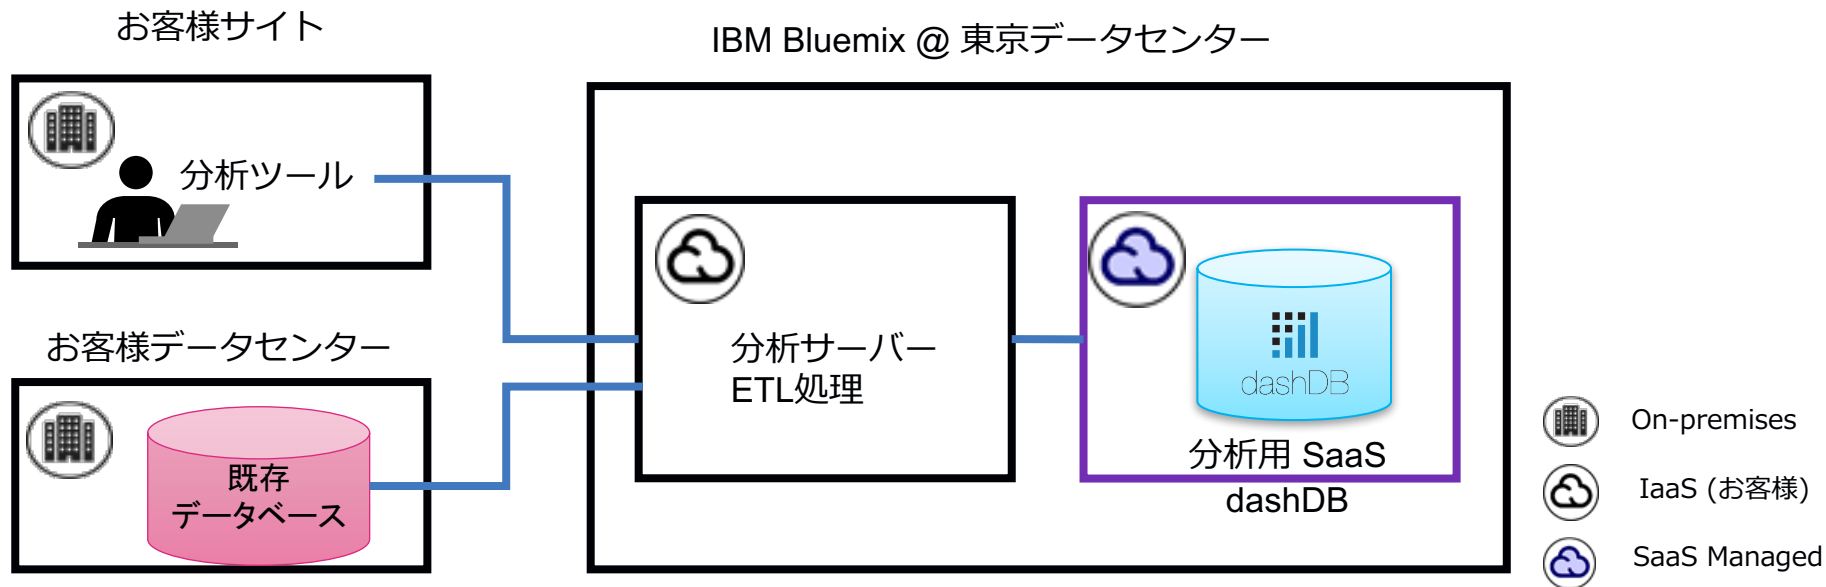 お客様サイト
IBM Bluemix @ 東京データセンター
分析ツール
お客様データセンター
既存
データベース
分析サーバー
ETL処理
dashDB
分析用 SaaS
dashDB
On-premises
IaaS (お客様)
SaaS Managed